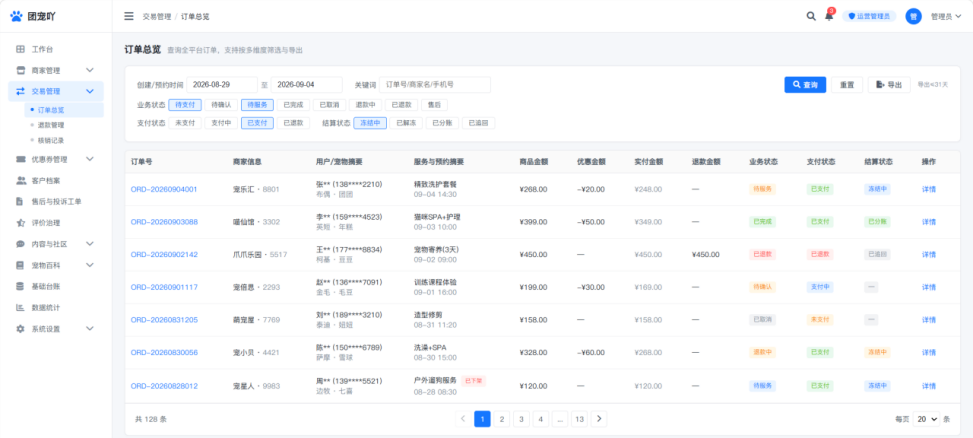 团宠吖
交易管理 / 订单总览
3
运营管理员
管
管理员
工作台
商家管理
交易管理
订单总览
退款管理
核销记录
优惠券管理
客户档案
售后与投诉工单
评价治理
内容与社区
宠物百科
基础台账
数据统计
系统设置
订单总览 查询全平台订单、支持按多维度筛选与导出
创建/预约时间 2026-08-29 至 2026-09-04 关键词 订单号/商家名/手机号 查询 重置 导出 导出≤31天
业务状态 待支付 待确认 待服务 已完成 已取消 退款中 已退款 售后
支付状态 未支付 支付中 已支付 已退款 结算状态 冻结中 已解冻 已分账 已追回
订单号 商家信息 用户/宠物摘要 服务与预约摘要 商品金额 优惠金额 实付金额 退款金额 业务状态 支付状态 结算状态 操作
ORD-20260904001 宠乐汇 · 8801 张** (138****2210) 精致洗护套餐 ¥268.00 -¥20.00 ¥248.00 — 待服务 已支付 冻结中 详情
布偶 · 团团 09-04 14:30
ORD-20260903088 喵仙馆 · 3302 李** (159****4523) 猫咪SPA+护理 ¥399.00 -¥50.00 ¥349.00 — 已完成 已支付 已分账 详情
英短 · 年糕 09-03 10:00
ORD-20260902142 爪爪乐园 · 5517 王** (177****8834) 宠物寄养(3天) ¥450.00 — ¥450.00 ¥450.00 已退款 已退款 已追回 详情
柯基 · 豆豆 09-02 09:00
ORD-20260901117 宠倍思 · 2293 赵** (136****7091) 训练课程体验 ¥199.00 -¥30.00 ¥169.00 — 待确认 支付中 — 详情
金毛 · 毛豆 09-01 16:00
ORD-20260831205 萌宠屋 · 7769 刘** (189****3210) 造型修剪 ¥158.00 — ¥158.00 — 已取消 未支付 — 详情
泰迪 · 妞妞 08-31 11:20
ORD-20260830056 宠小贝 · 4421 陈** (150****6789) 洗澡+SPA ¥328.00 -¥60.00 ¥268.00 — 退款中 已支付 冻结中 详情
萨摩 · 雪球 08-30 15:00
ORD-20260828012 宠星人 · 9983 周** (139****5521) 户外遛狗服务 已下架 ¥120.00 — ¥120.00 — 待服务 已支付 冻结中 详情
边牧 · 七喜 08-28 08:30
共 128 条 1 2 3 4 ... 13 每页 20 条